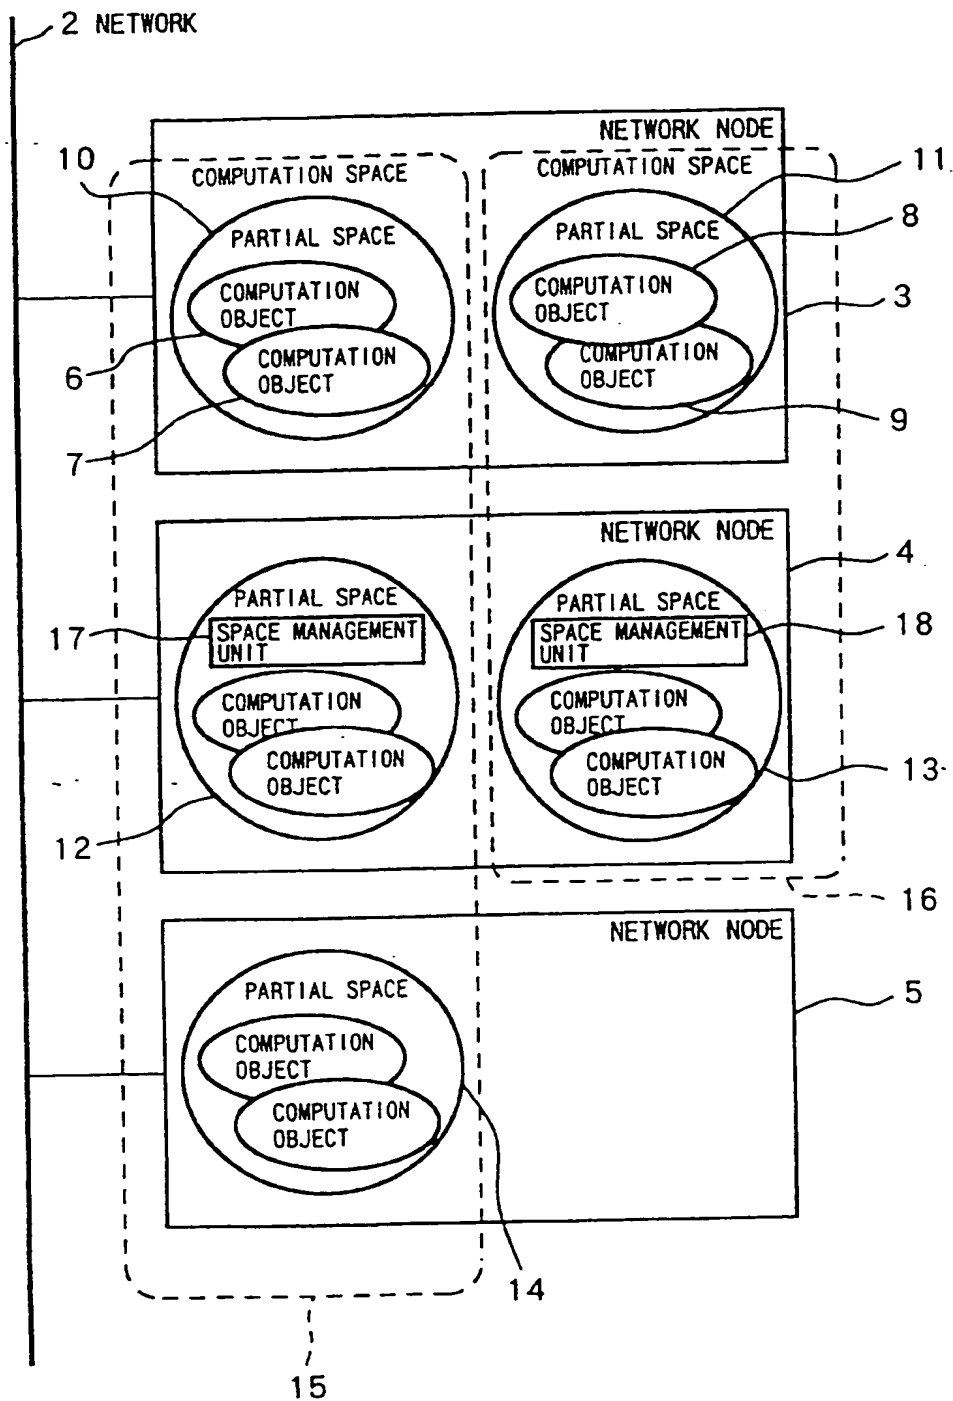 2 NETWORK
NETWORK NODE
10
COMPUTATION SPACE
COMPUTATION SPACE
11
PARTIAL SPACE
PARTIAL SPACE
8
COMPUTATION
OBJECT
COMPUTATION
OBJECT
3
6
COMPUTATION
OBJECT
COMPUTATION
OBJECT
7
9
NETWORK NODE
4
PARTIAL SPACE
PARTIAL SPACE
17
SPACE MANAGEMENT
UNIT
SPACE MANAGEMENT
UNIT
18
COMPUTATION
OBJECT
COMPUTATION
OBJECT
COMPUTATION
OBJECT
COMPUTATION
OBJECT
13
12
16
NETWORK NODE
PARTIAL SPACE
5
COMPUTATION
OBJECT
COMPUTATION
OBJECT
14
15